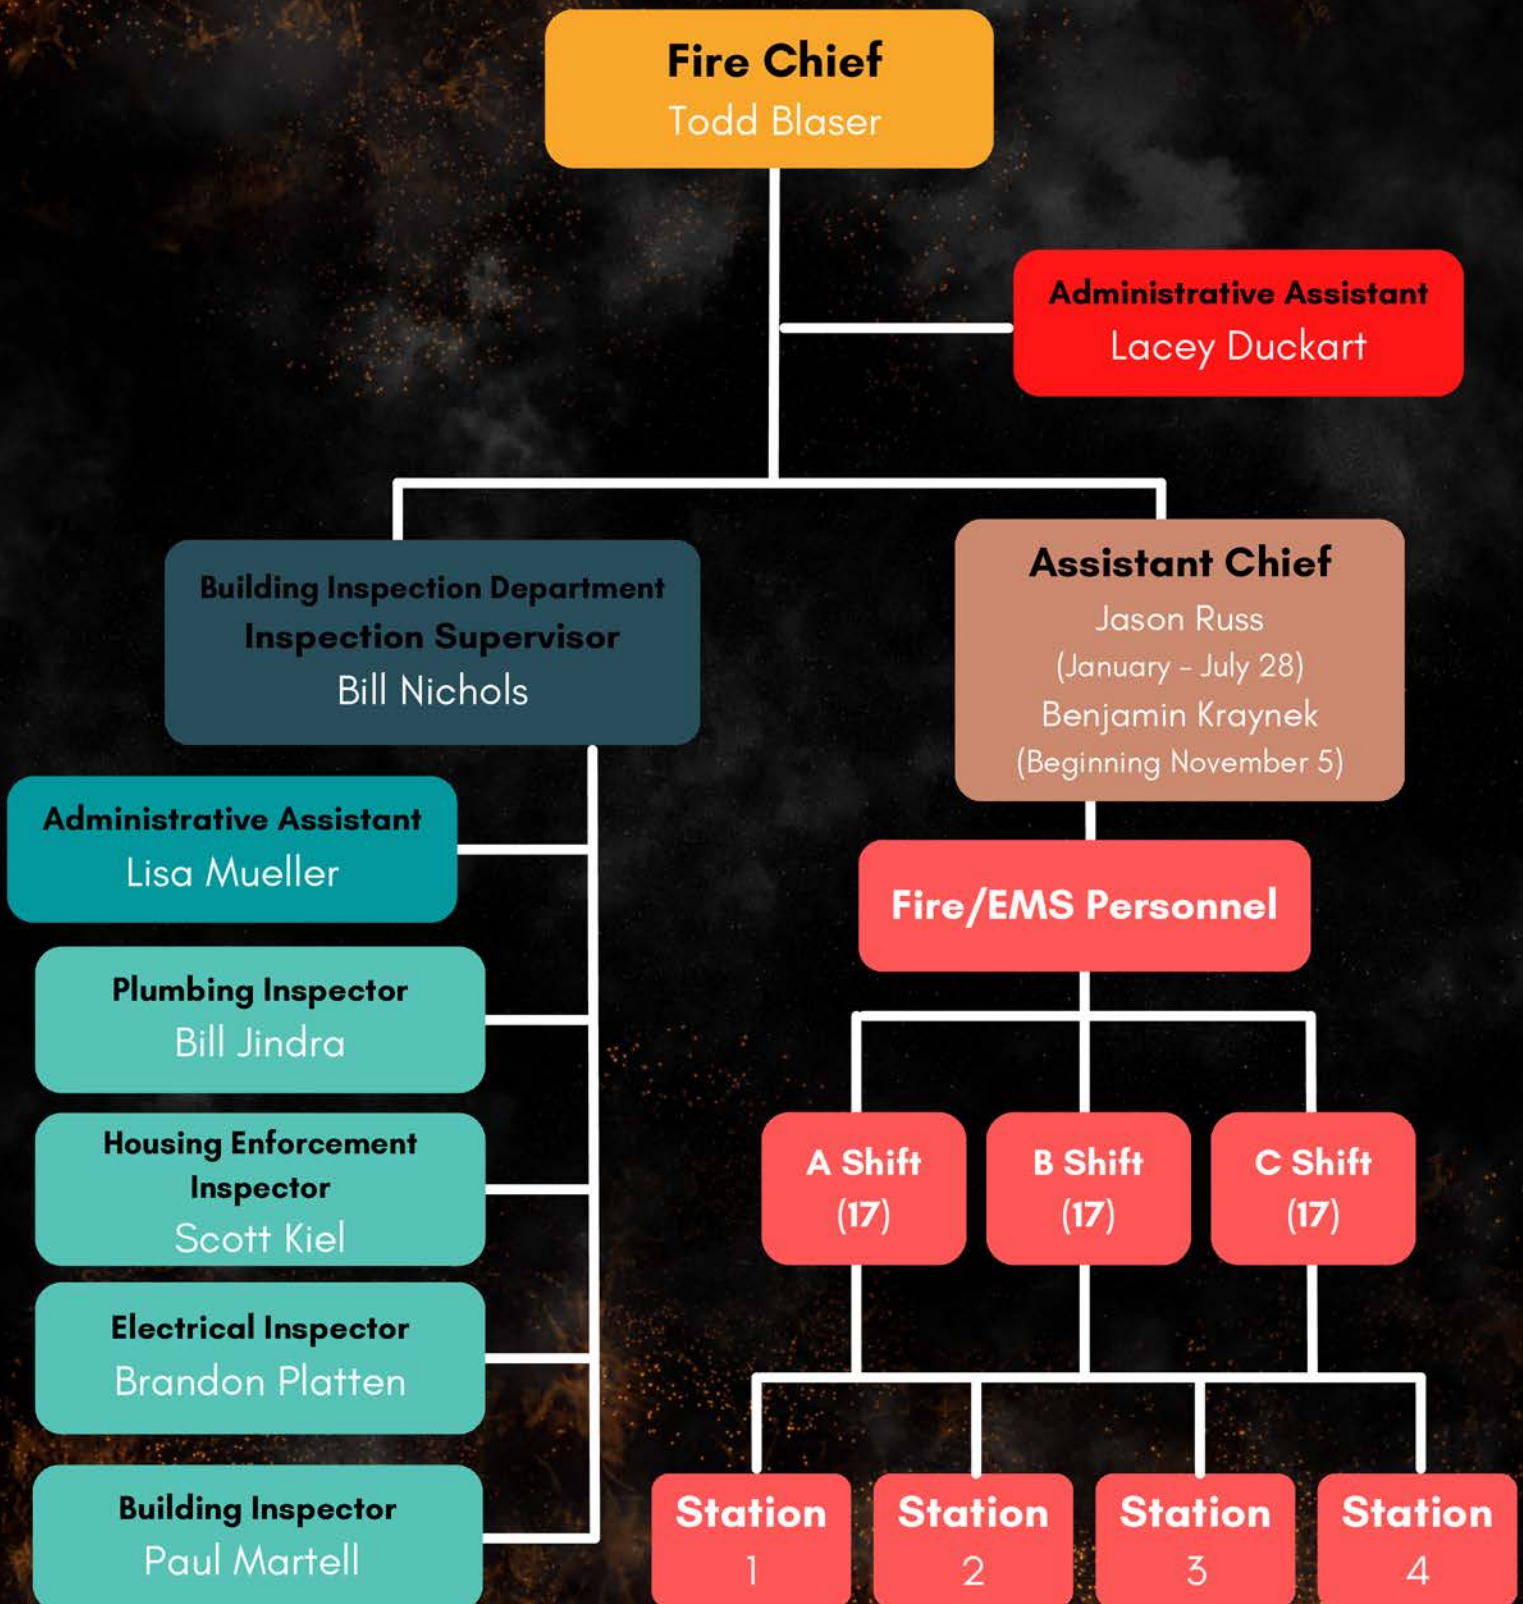 Fire Chief
Todd Blaser
Administrative Assistant
Lacey Duckart
Building Inspection Department
Inspection Supervisor
Bill Nichols
Assistant Chief
Jason Russ
(January - July 28)
Benjamin Kraynek
(Beginning November 5)
Administrative Assistant
Lisa Mueller
Plumbing Inspector
Bill Jindra
Housing Enforcement
Inspector
Scott Kiel
Electrical Inspector
Brandon Platten
Building Inspector
Paul Martell
Fire/EMS Personnel
A Shift
(17)
B Shift
(17)
C Shift
(17)
Station
1
Station
2
Station
3
Station
4